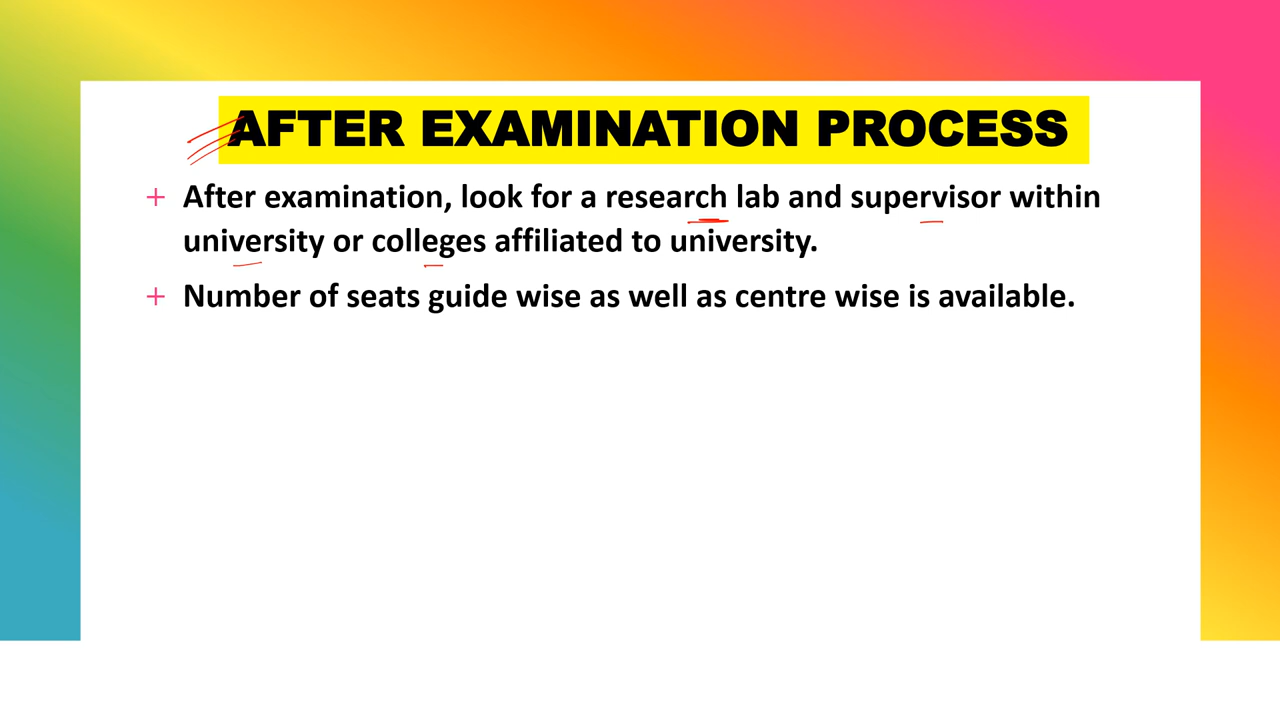 AFTER EXAMINATION PROCESS
+ After examination, look for a research lab and supervisor within
university or colleges affiliated to university.
+ Number of seats guide wise as well as centre wise is available.